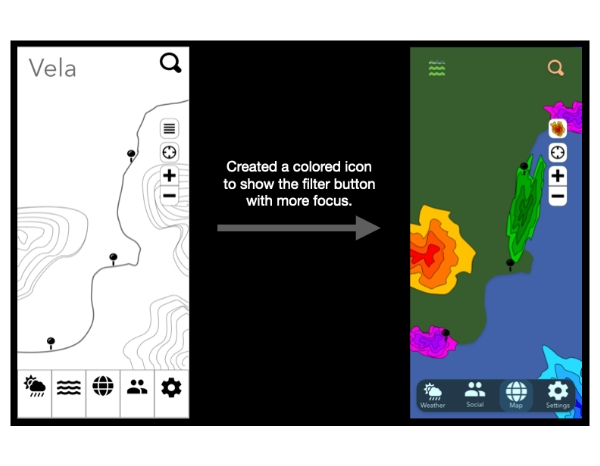 Vela
Created a colored icon
to show the filter button
with more focus.
Weather
Social
Map
Settings